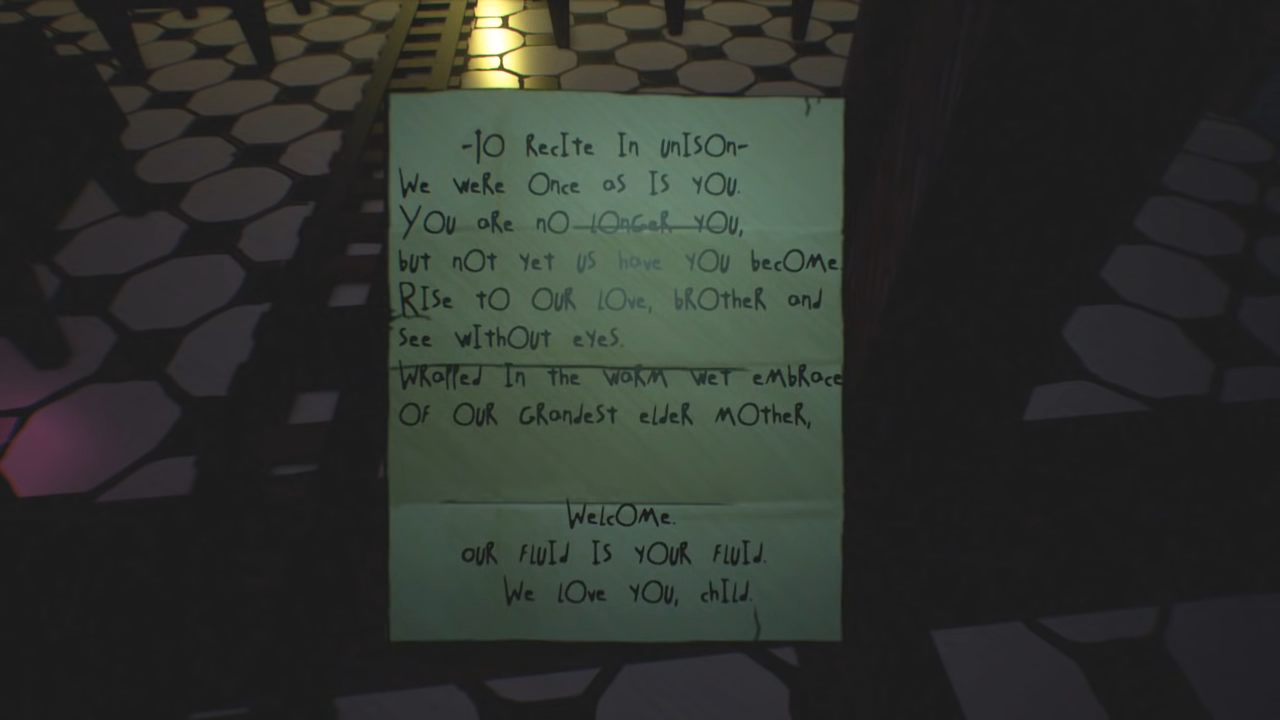 -TO RecIte In unISOn-
We weRe Once as IS YOU.
YOU aRe nO lOnGeR YOU,
but nOt Yet US have YOU becOMe
RISe tO OUR lOve, bROtheR and
see wIthOUt eYes.
WRaPPed In the waRM wet eMbRace
OF OUR GRandeSt eldeR MOtheR,
WelcOMe.
OUR FLUId IS YOUR FLUId.
We lOve YOU, chIld.